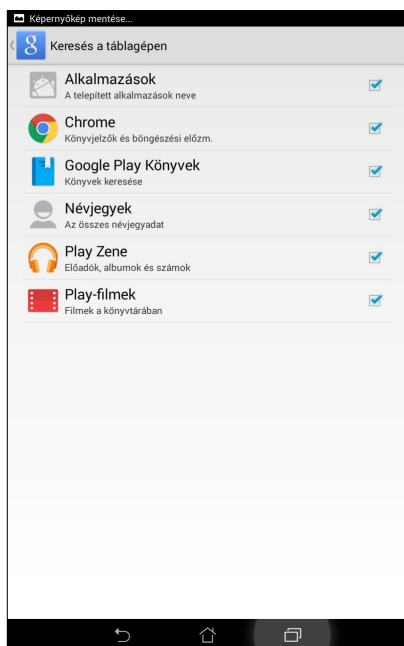 Képernyőkép mentése...
Keresés a táblagépen
Alkalmazások
A telepített alkalmazások neve
Chrome
Könyvjelzők és böngészési előzm.
Google Play Könyvek
Könyvek keresése
Névjegyek
Az összes névjegyadat
Play Zene
Előadók, albumok és számok
Play-filmek
Filmek a könyvtárában